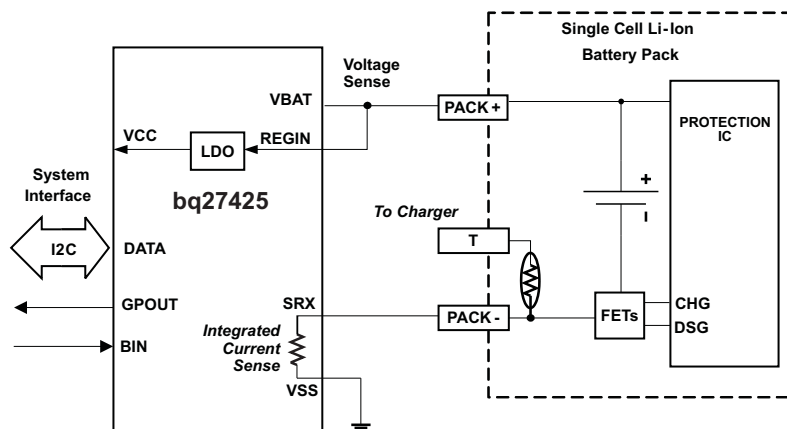 Single Cell Li-Ion
Battery Pack
Voltage
Sense
VBAT
PACK +
PROTECTION
IC
VCC
LDO
REGIN
System
Interface
bq27425
+
-
To Charger
T
I2C
DATA
GPOUT
SRX
PACK -
FETs
CHG
DSG
BIN
Integrated
Current
Sense
VSS